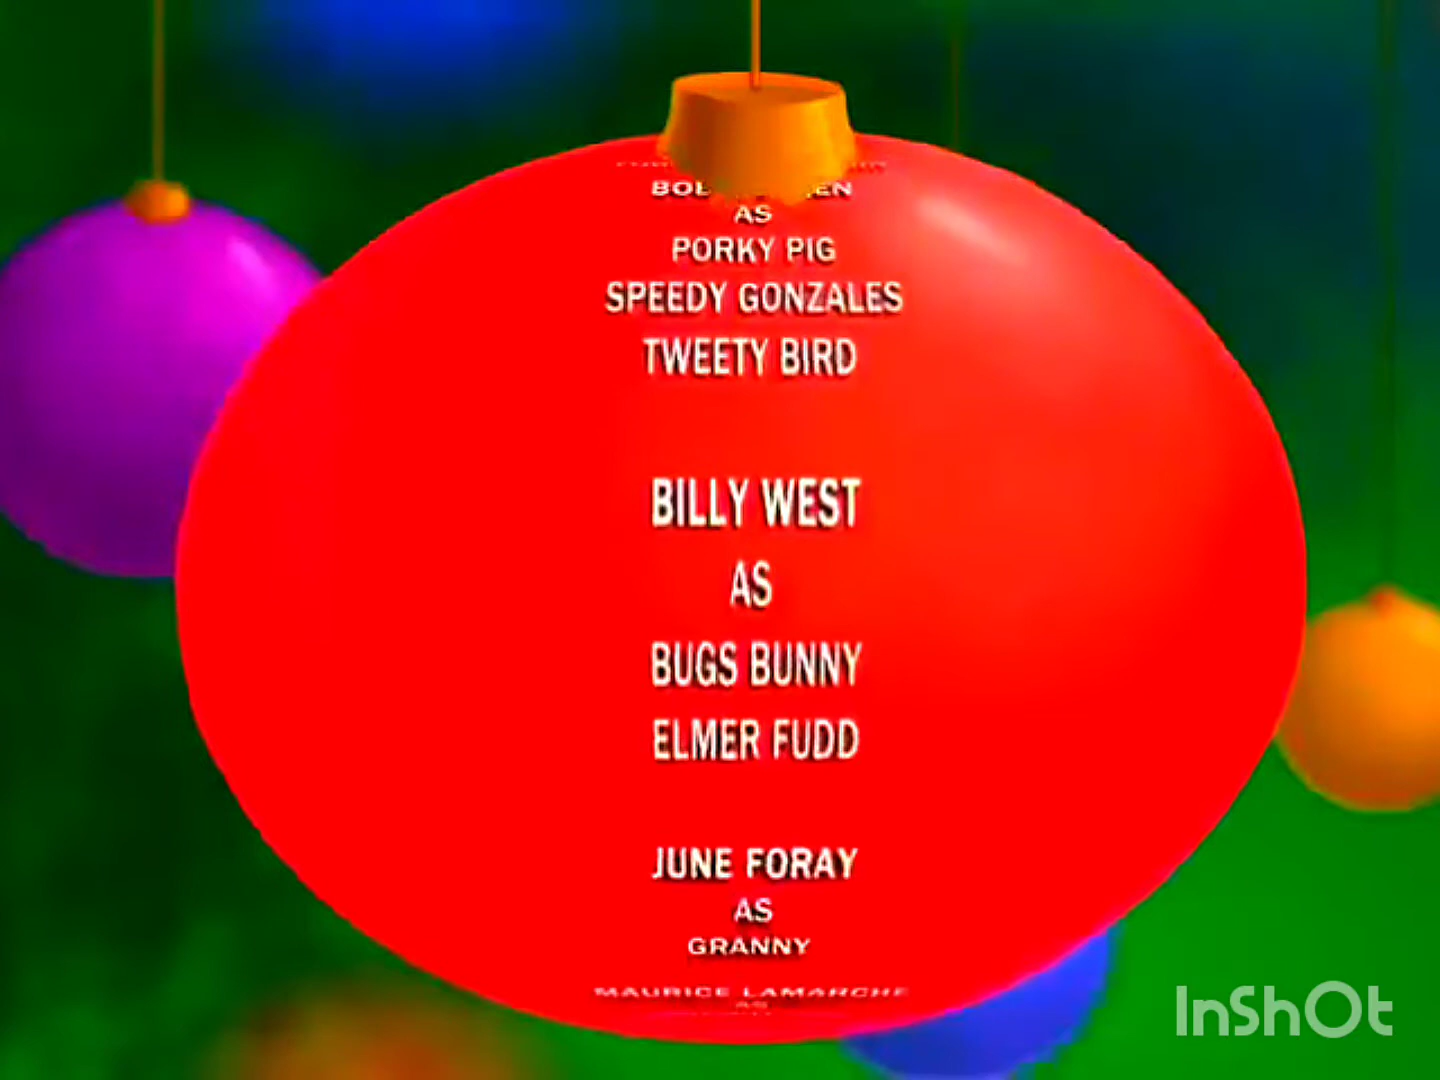 AS
PORKY PIG
SPEEDY GONZALES
TWEETY BIRD
BILLY WEST
AS
BUGS BUNNY
ELMER FUDD
JUNE FORAY
AS
GRANNY
MAURICE LAMARCHE
AS
InShOt